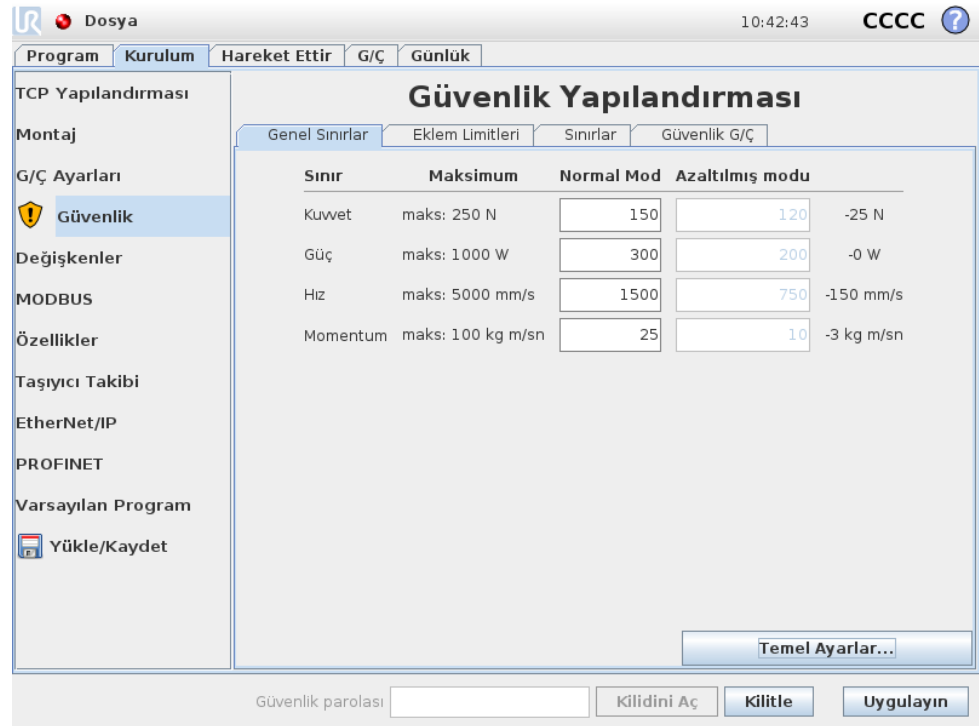 UR Dosya 10:42:43 CCCC ?
Program Kurulum Hareket Ettir G/Ç Günlük
TCP Yapılandırması
Montaj
G/Ç Ayarları
Güvenlik
Değişkenler
MODBUS
Özellikler
Taşıyıcı Takibi
EtherNet/IP
PROFINET
Varsayılan Program
Yükle/Kaydet
Güvenlik Yapılandırması
Genel Sınırlar Eklem Limitleri Sınırlar Güvenlik G/Ç
Sınır Maksimum Normal Mod Azaltılmış modu
Kuvvet maks: 250 N 150 120 -25 N
Güç maks: 1000 W 300 200 -0 W
Hız maks: 5000 mm/s 1500 750 -150 mm/s
Momentum maks: 100 kg m/sn 25 10 -3 kg m/sn
Temel Ayarlar...
Güvenlik parolası Kilidini Aç Kilitle Uygulayın